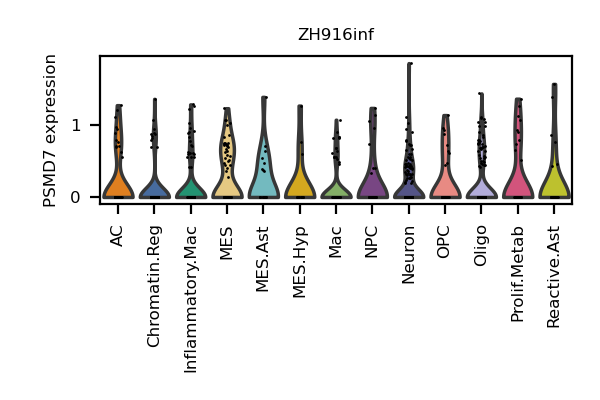 ZH916inf
PSMD7 expression
1
0
AC
Chromatin.Reg
Inflammatory.Mac
MES
MES.Ast
MES.Hyp
Mac
NPC
Neuron
OPC
Oligo
Prolif.Metab
Reactive.Ast